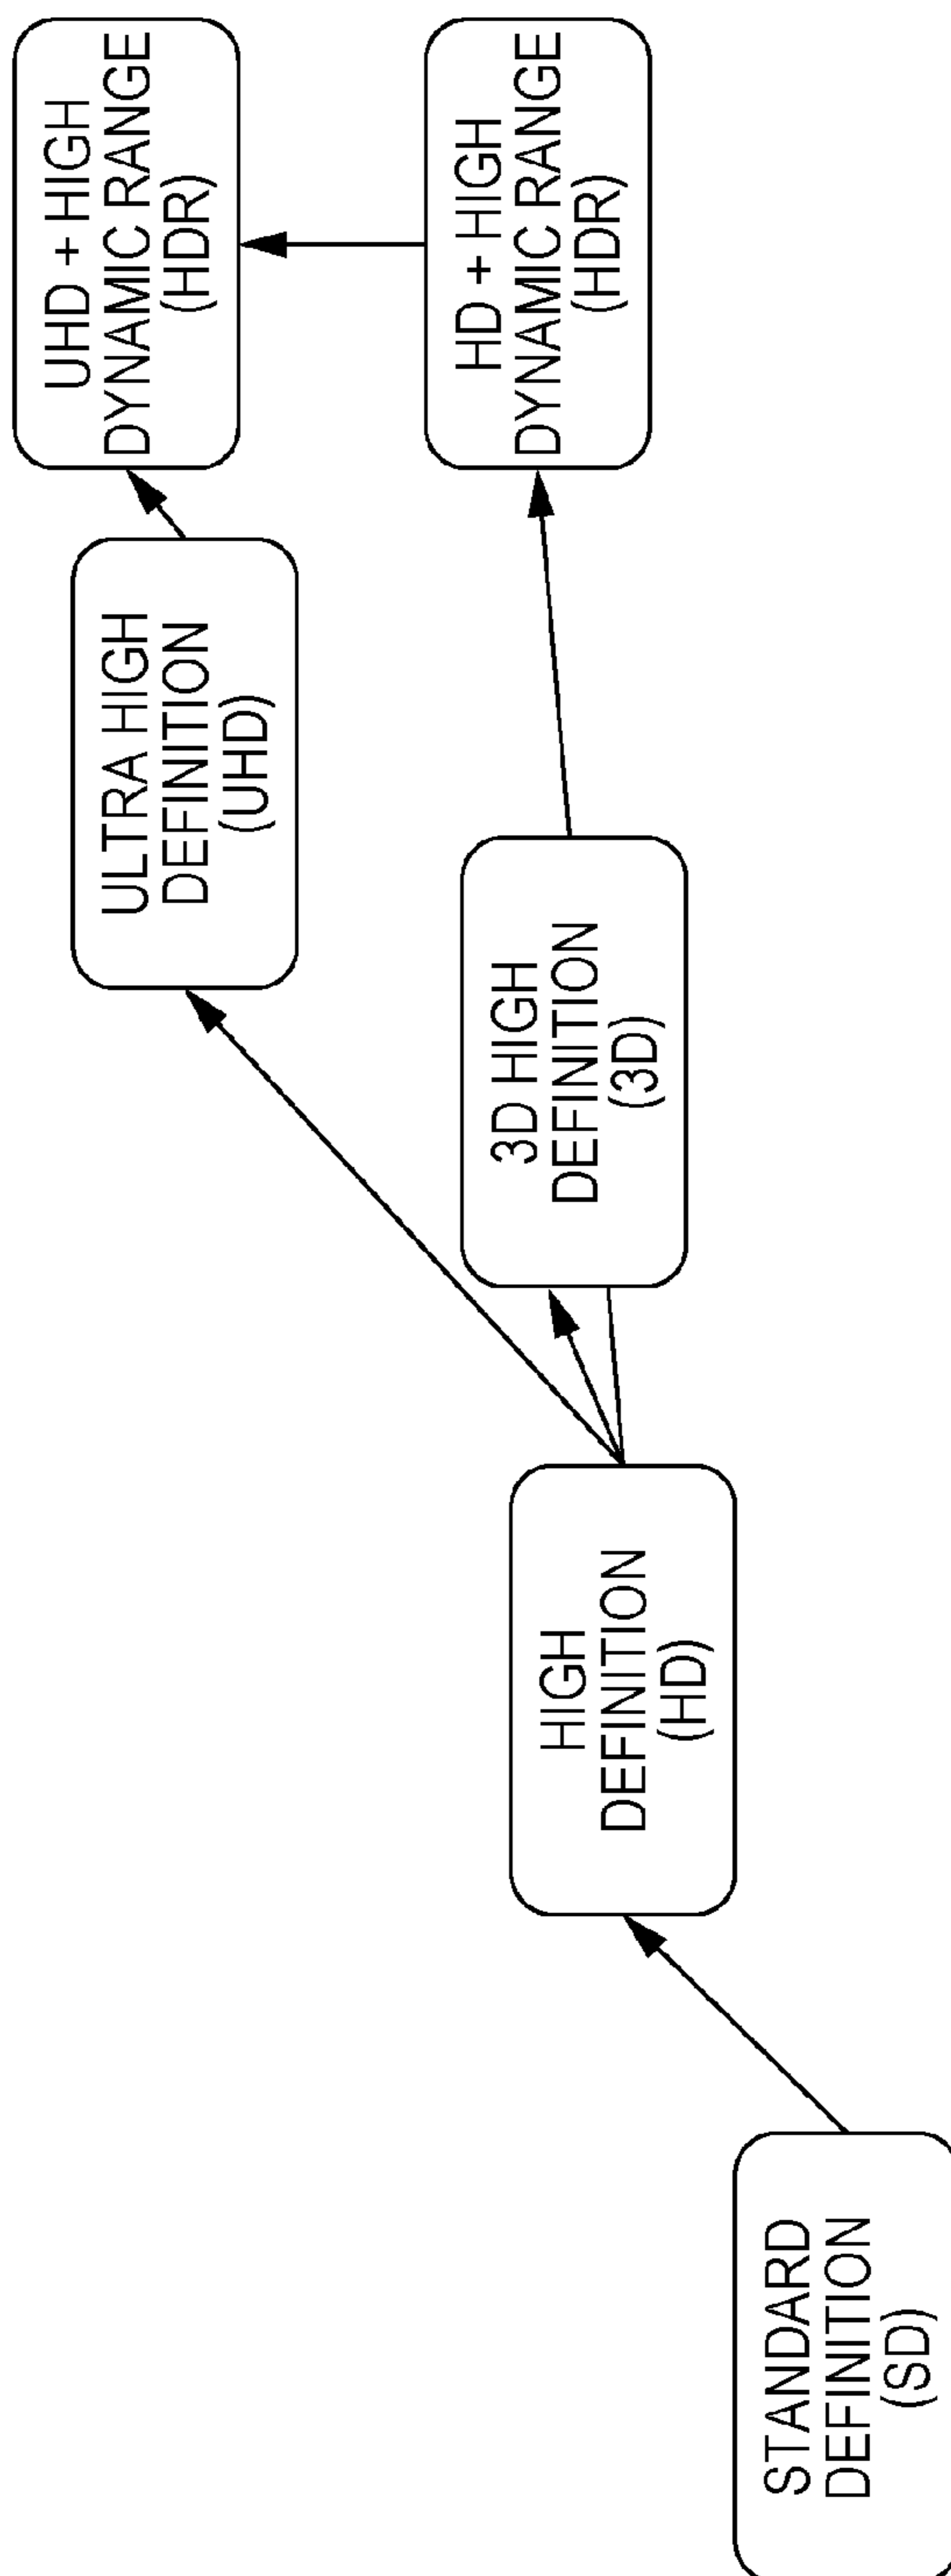 STANDARD
DEFINITION
(SD)
HIGH
DEFINITION
(HD)
3D HIGH
DEFINITION
(3D)
ULTRA HIGH
DEFINITION
(UHD)
UHD + HIGH
DYNAMIC RANGE
(HDR)
HD + HIGH
DYNAMIC RANGE
(HDR)